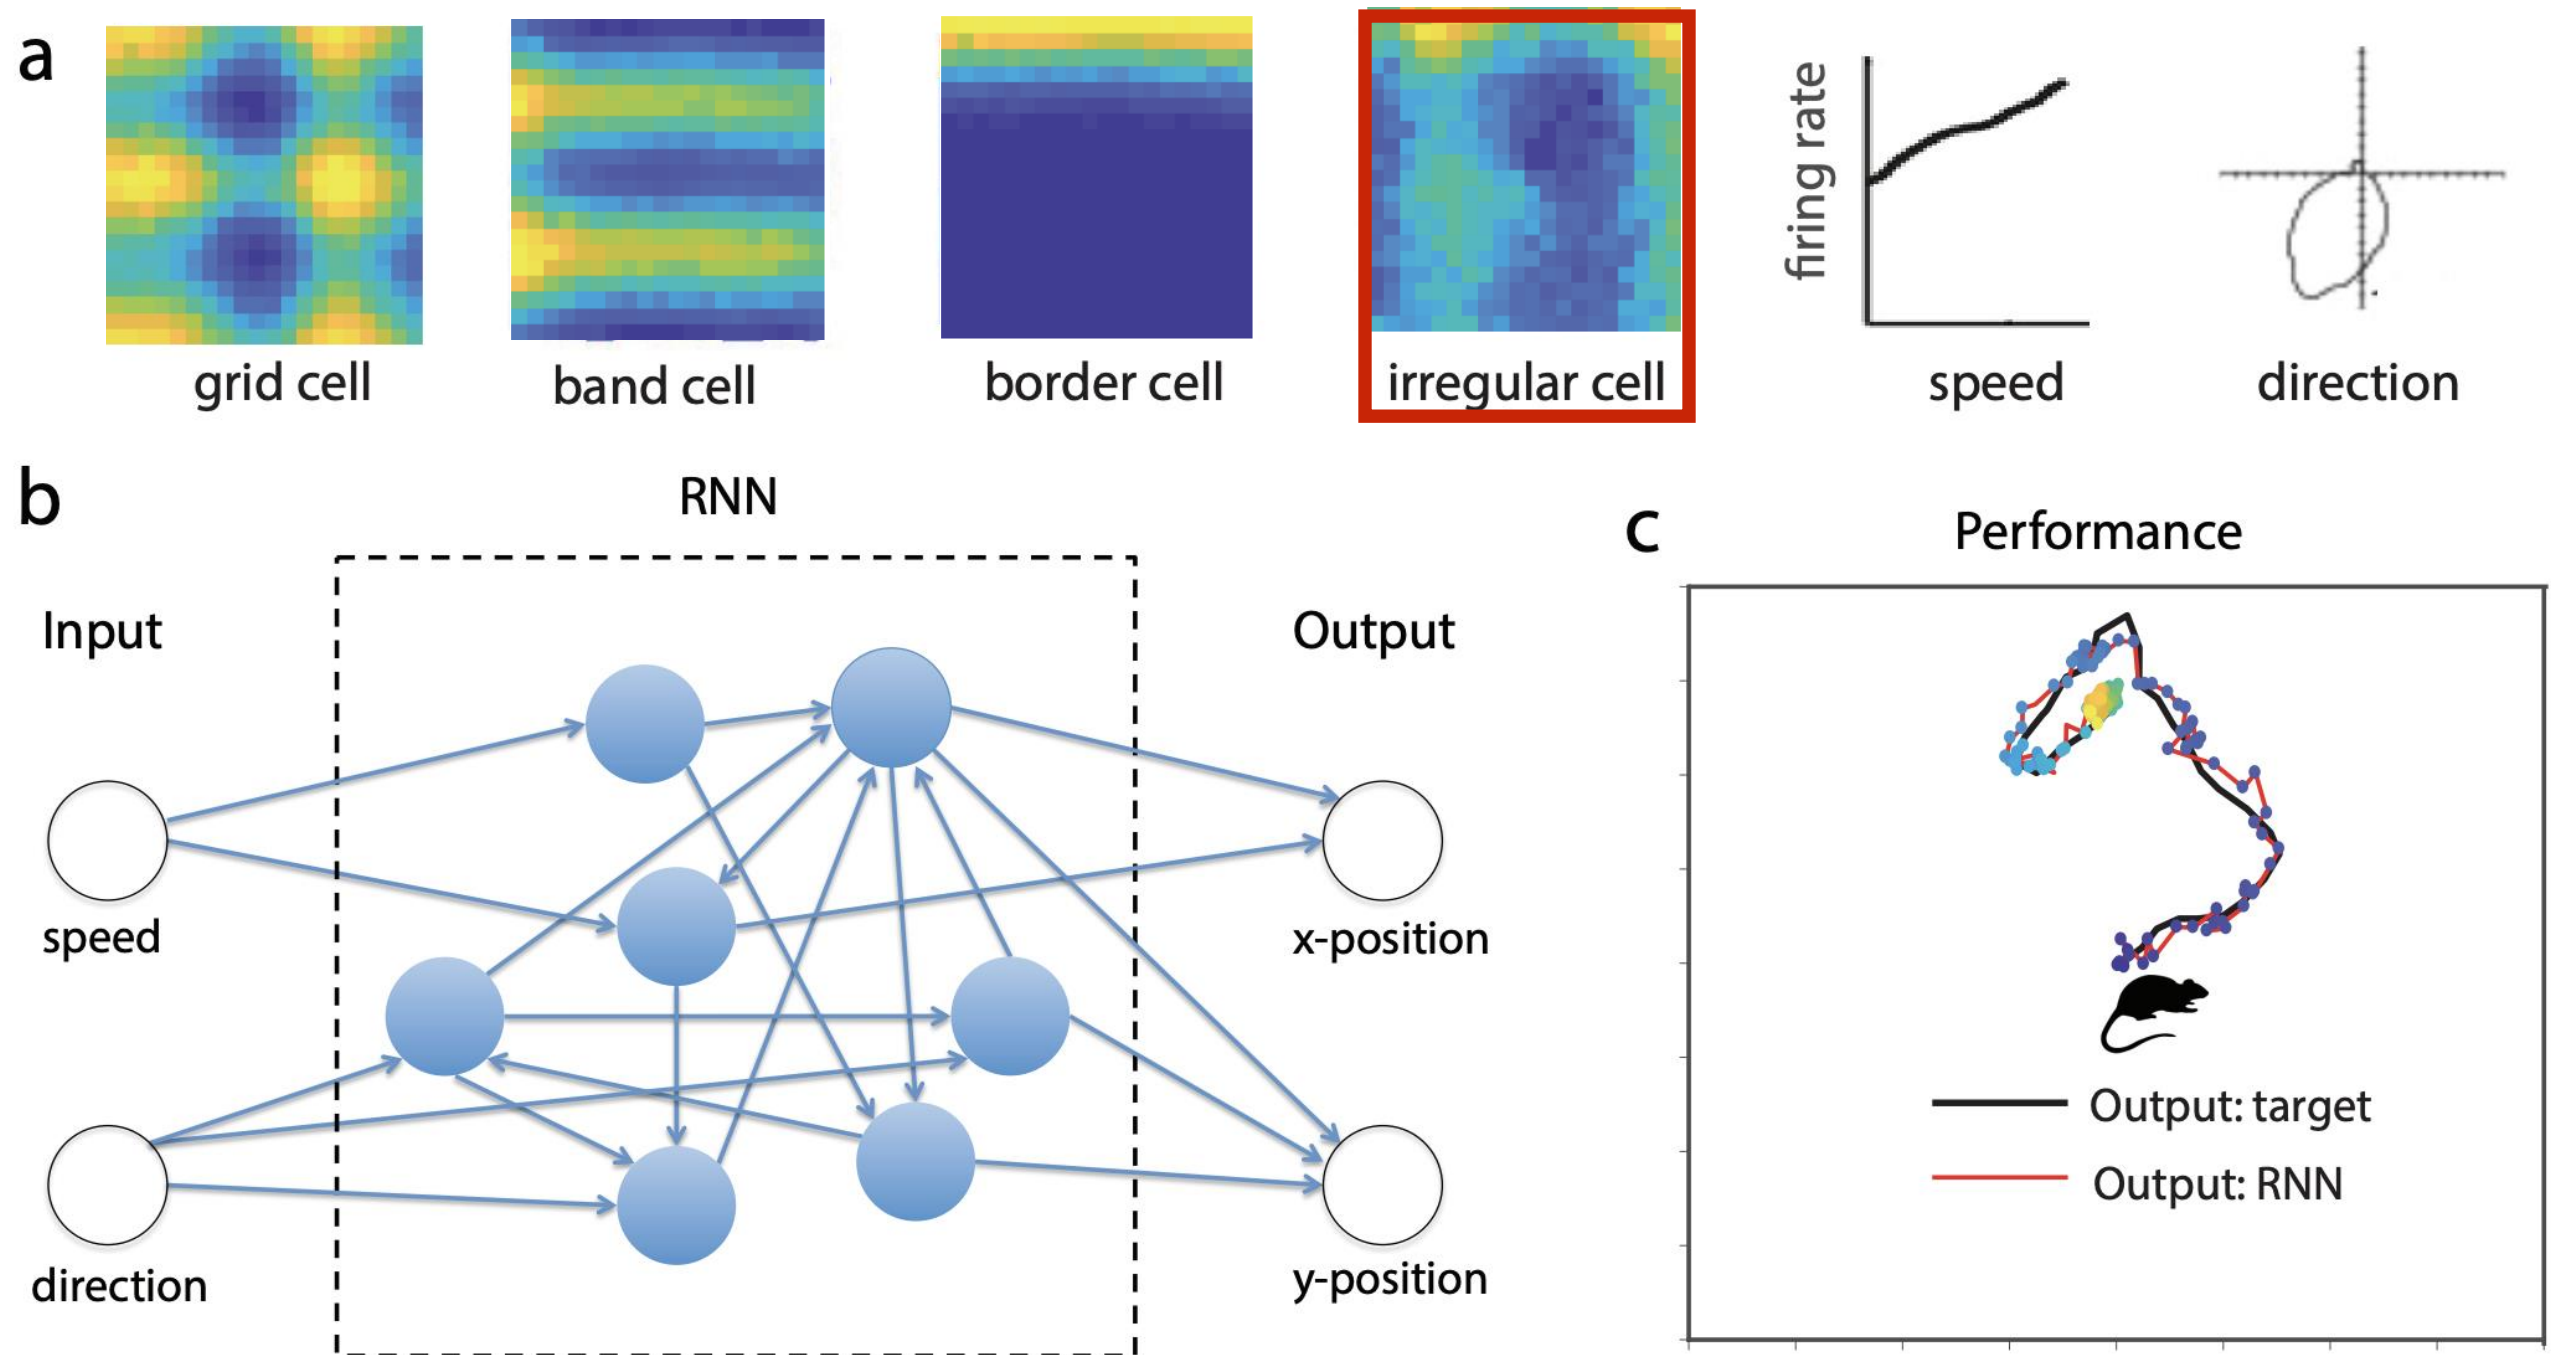 a
grid cell
band cell
border cell
irregular cell
firing rate
speed
direction
b
RNN
Input
Output
speed
direction
x-position
y-position
c
Performance
Output: target
Output: RNN